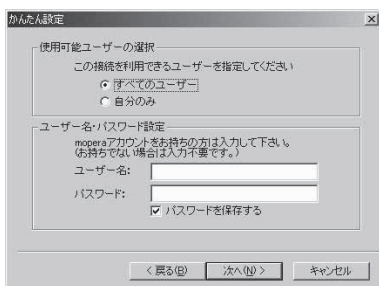 かんたん設定
使用可能ユーザーの選択
この接続を利用できるユーザーを指定してください
すべてのユーザー
自分のみ
ユーザー名・パスワード設定
moperaアカウントをお持ちの方は入力して下さい。
(お持ちでない場合は入力不要です。)
ユーザー名:
パスワード:
パスワードを保存する
< 戻る(B)
次へ(N) >
キャンセル